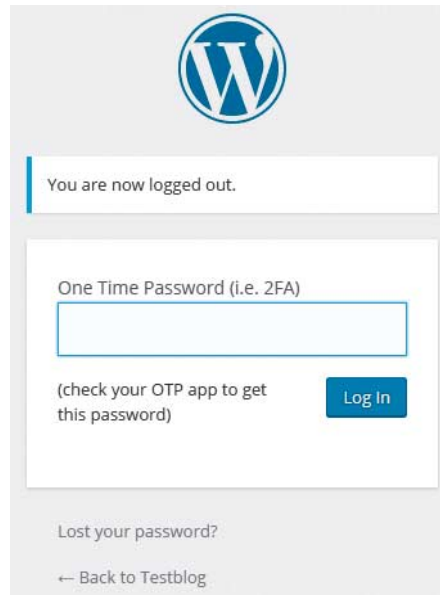 You are now logged out.
One Time Password (i.e. 2FA)
(check your OTP app to get
this password)
Log In
Lost your password?
← Back to Testblog